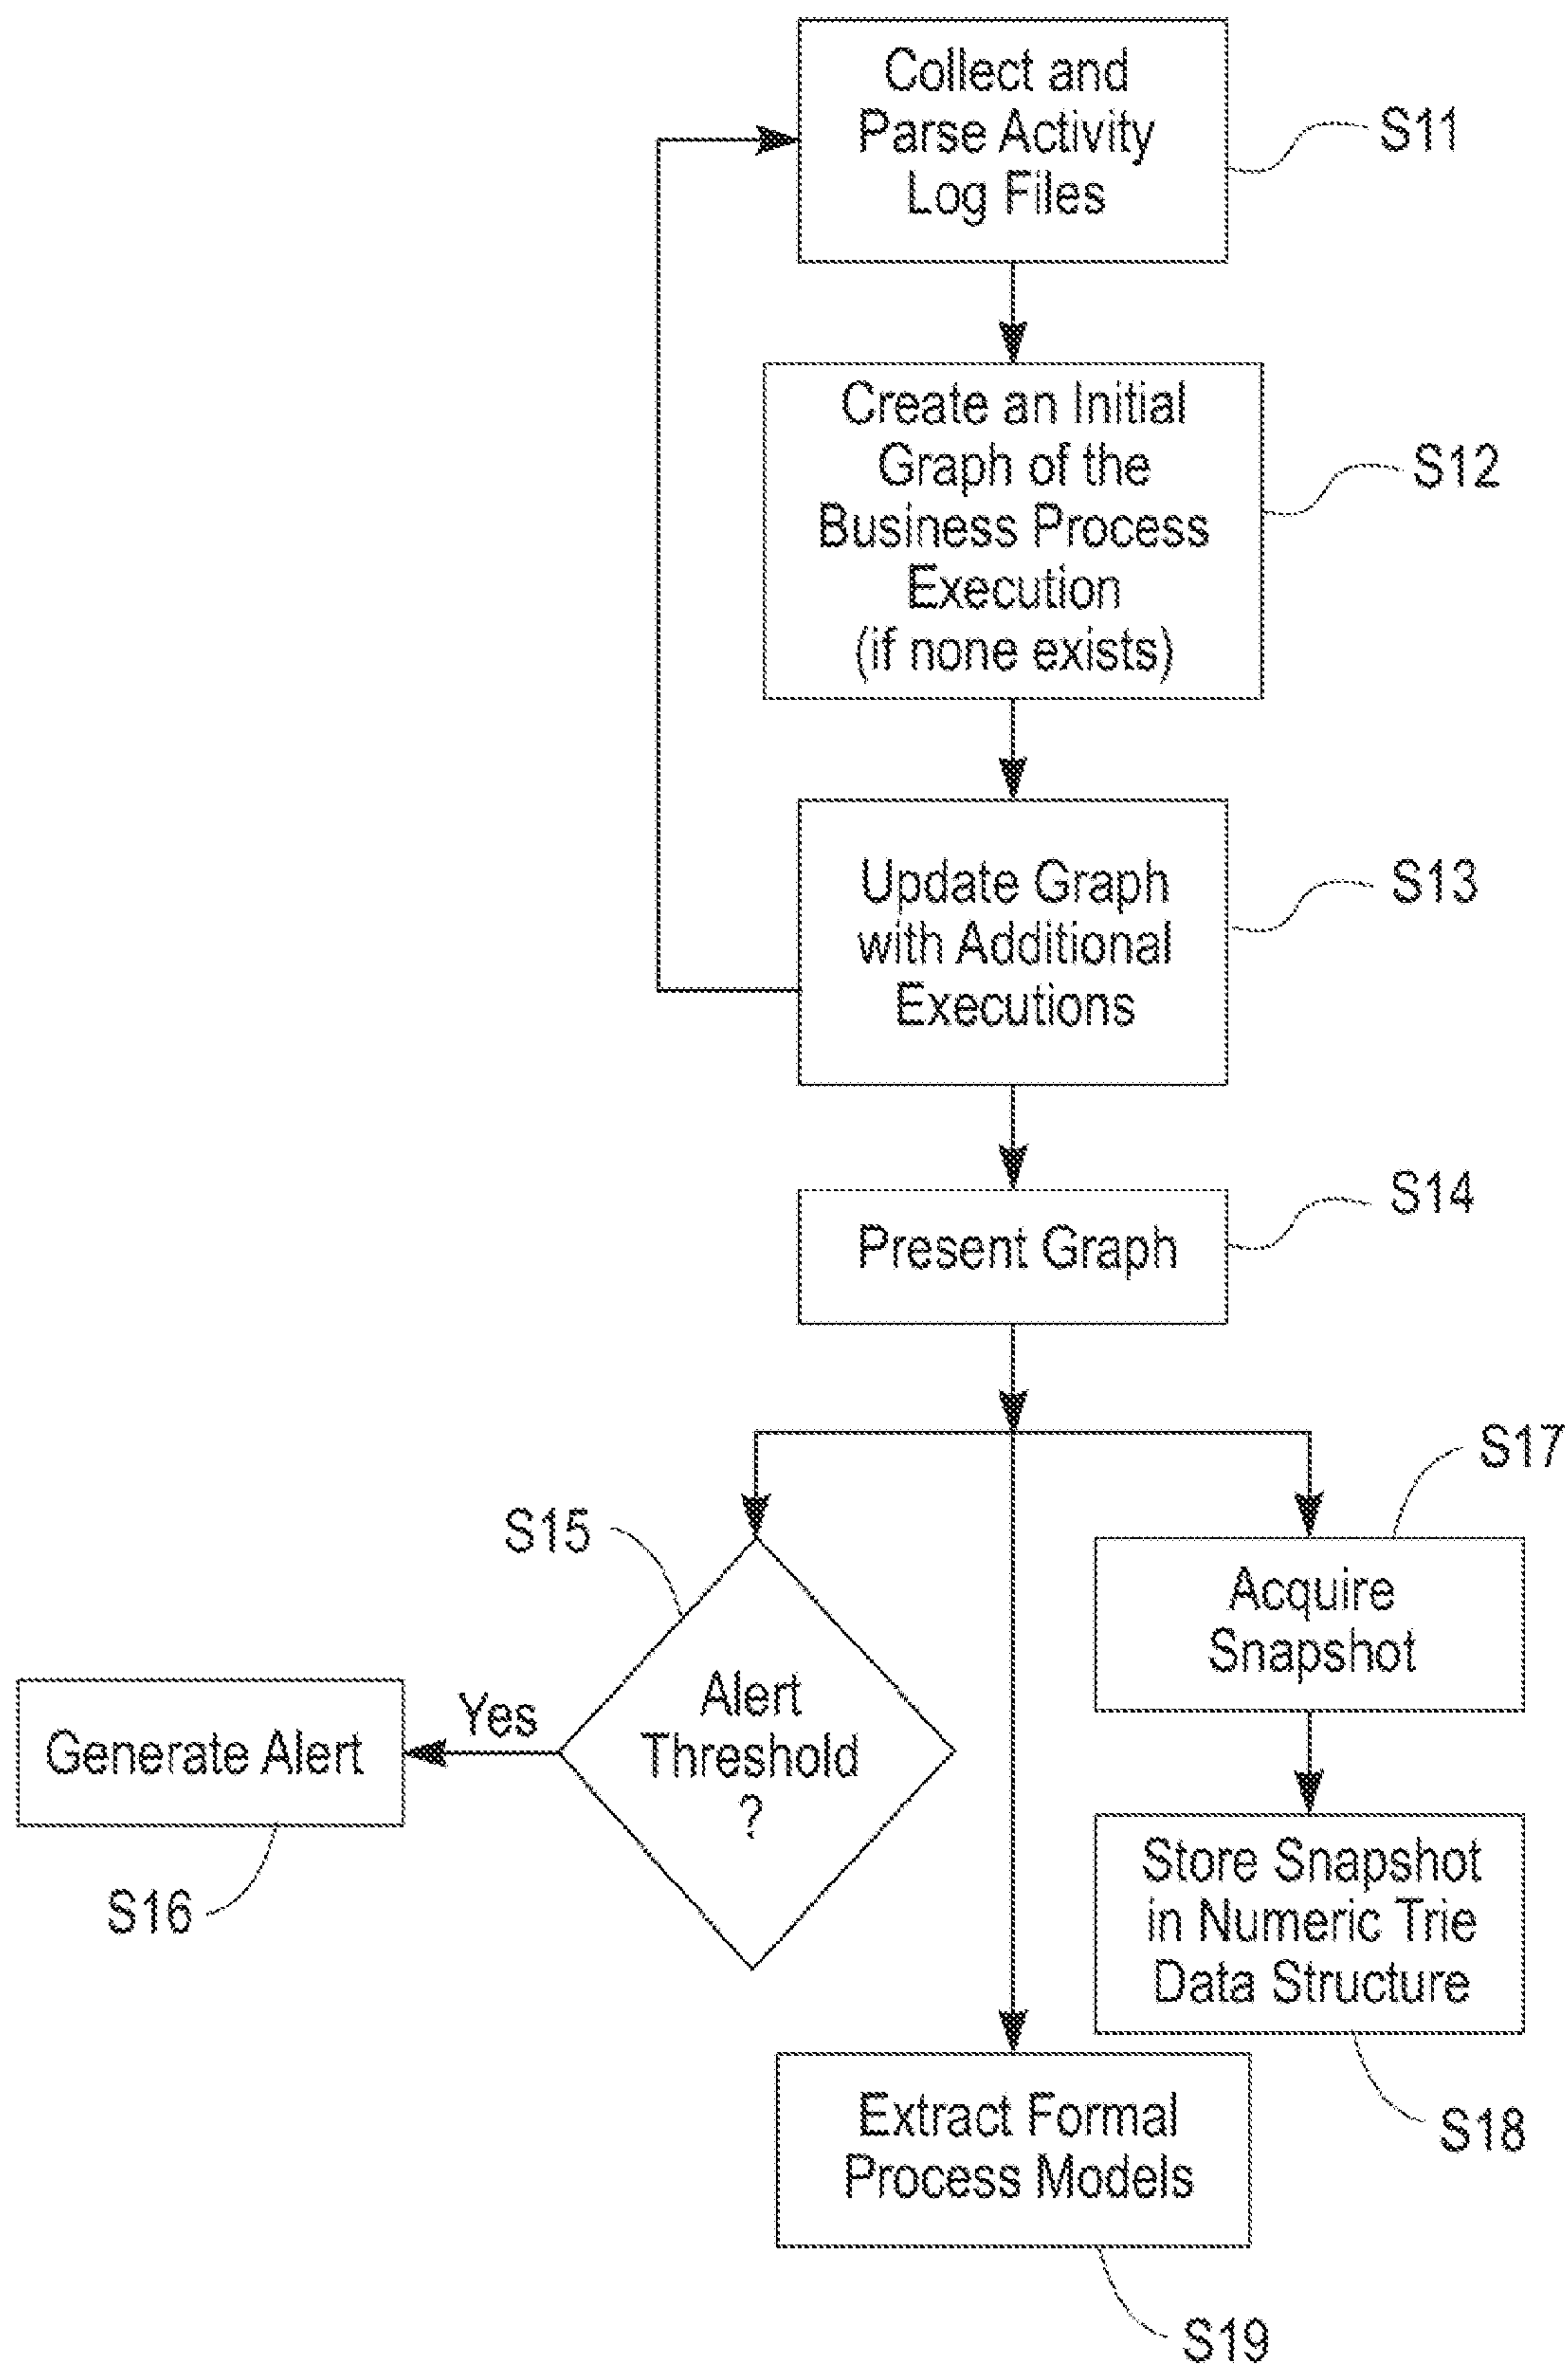 Collect and
Parse Activity
Log Files
S11
Create an Initial
Graph of the
Business Process
Execution
(if none exists)
S12
Update Graph
with Additional
Executions
S13
Present Graph
S14
S15
Alert
Threshold
?
Yes
Generate Alert
S16
S17
Acquire
Snapshot
Store Snapshot
in Numeric Trie
Data Structure
S18
Extract Formal
Process Models
S19